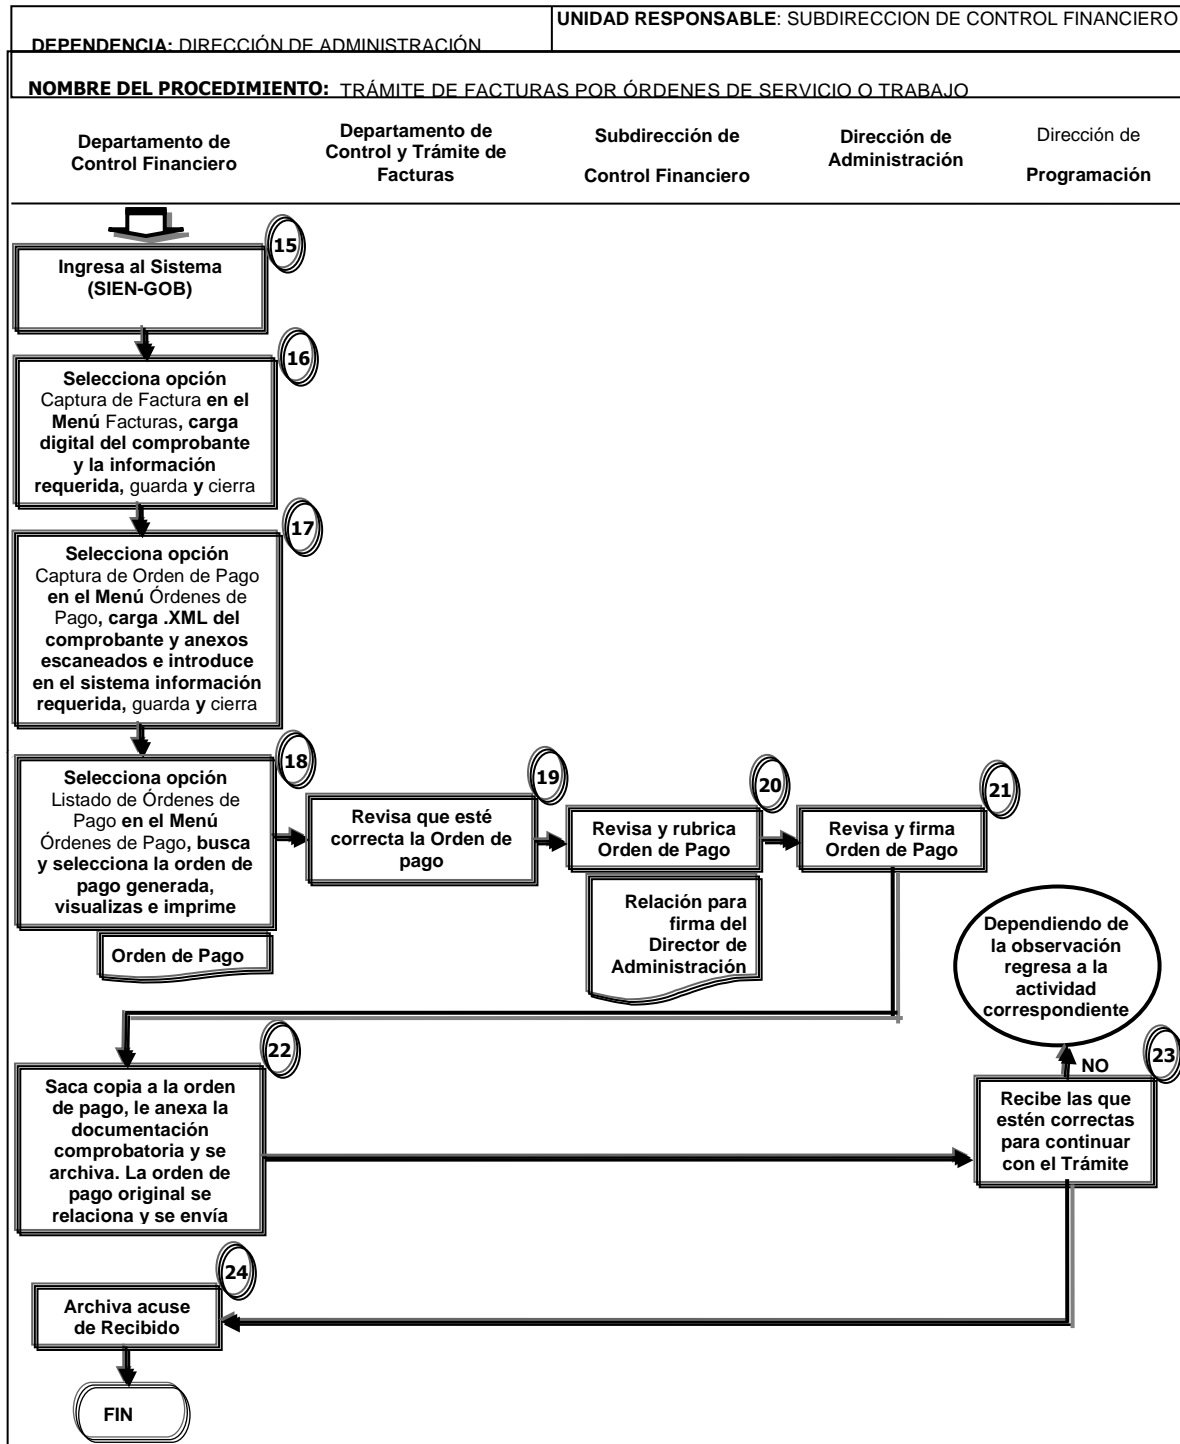 UNIDAD RESPONSABLE: SUBDIRECCION DE CONTROL FINANCIERO
DEPENDENCIA: DIRECCIÓN DE ADMINISTRACIÓN
NOMBRE DEL PROCEDIMIENTO: TRÁMITE DE FACTURAS POR ÓRDENES DE SERVICIO O TRABAJO
Departamento de
Control Financiero
Departamento de
Control y Trámite de
Facturas
Subdirección de
Control Financiero
Dirección de
Administración
Dirección de
Programación
15
Ingresa al Sistema
(SIEN-GOB)
16
Selecciona opción
Captura de Factura en el
Menú Facturas, carga
digital del comprobante
y la información
requerida, guarda y cierra
17
Selecciona opción
Captura de Orden de Pago
en el Menú Órdenes de
Pago, carga .XML del
comprobante y anexos
escaneados e introduce
en el sistema información
requerida, guarda y cierra
18
Selecciona opción
Listado de Órdenes de
Pago en el Menú
Órdenes de Pago, busca
y selecciona la orden de
pago generada,
visualizas e imprime
Orden de Pago
19
Revisa que esté
correcta la Orden de
pago
20
Revisa y rubrica
Orden de Pago
Relación para
firma del
Director de
Administración
21
Revisa y firma
Orden de Pago
Dependiendo de
la observación
regresa a la
actividad
correspondiente
22
Saca copia a la orden
de pago, le anexa la
documentación
comprobatoria y se
archiva. La orden de
pago original se
relaciona y se envía
NO
23
Recibe las que
estén correctas
para continuar
con el Trámite
24
Archiva acuse
de Recibido
FIN